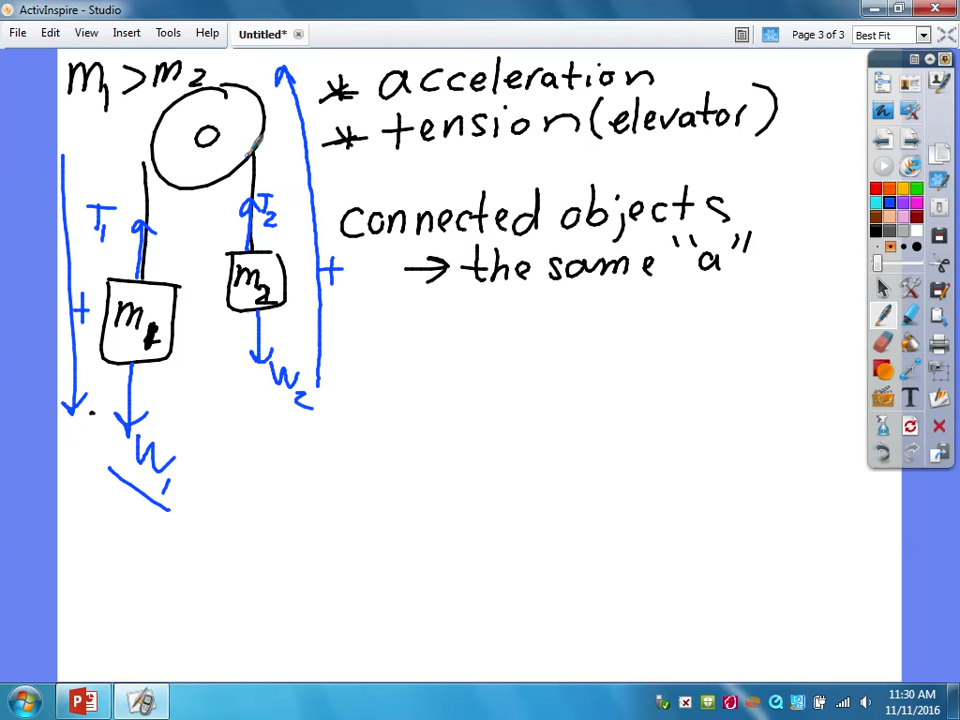 ActivInspire - Studio
File Edit View Insert Tools Help Untitled* Page 3 of 3 Best Fit
m1 > m2
* acceleration
* tension (elevator)
connected objects
→ the same "a"
T1
T2
m1
m2
+
+
W2
W1
11:30 AM
11/11/2016